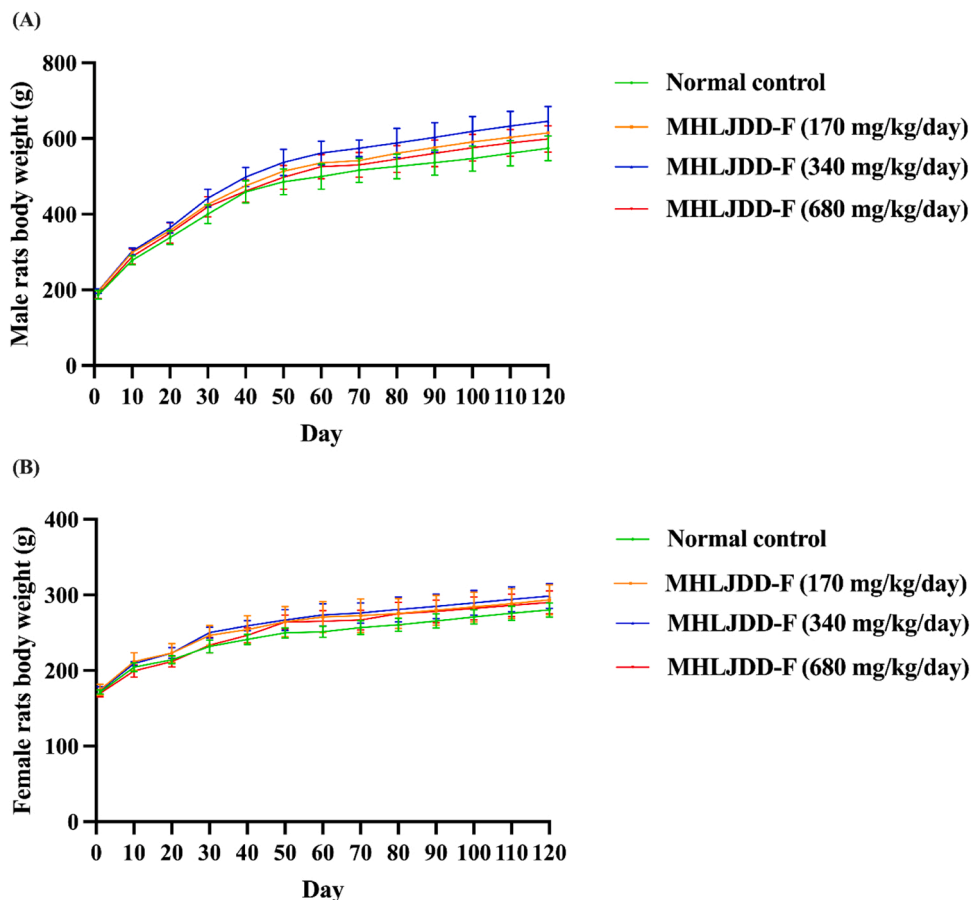 (A)
Male rats body weight (g)
800
600
400
200
0
0 10 20 30 40 50 60 70 80 90 100 110 120
Day
Normal control
MHLJDD-F (170 mg/kg/day)
MHLJDD-F (340 mg/kg/day)
MHLJDD-F (680 mg/kg/day)
(B)
Female rats body weight (g)
400
300
200
100
0
0 10 20 30 40 50 60 70 80 90 100 110 120
Day
Normal control
MHLJDD-F (170 mg/kg/day)
MHLJDD-F (340 mg/kg/day)
MHLJDD-F (680 mg/kg/day)